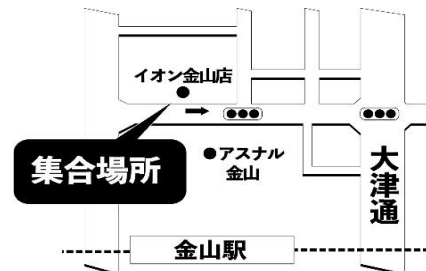 イオン金山店
集合場所
アスナル
金山
大津通
金山駅